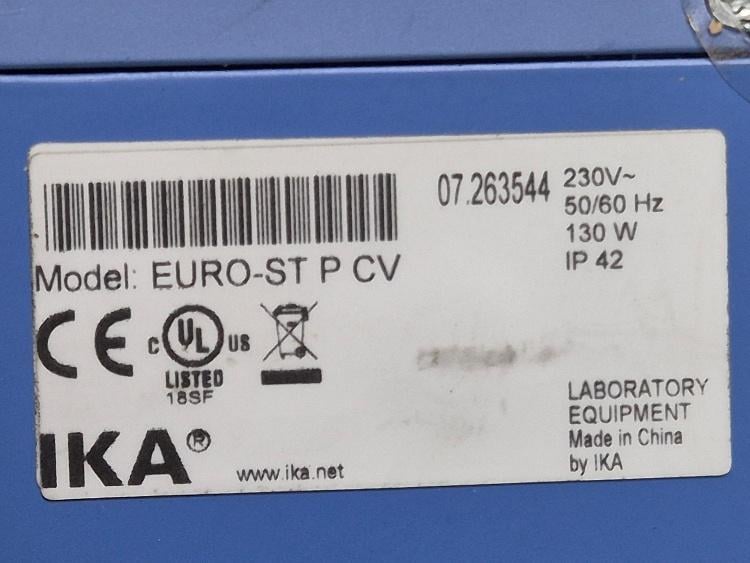 07.263544
230V~
50/60 Hz
130 W
IP 42
Model: EURO-ST P CV
CE
C UL US
LISTED
18SF
LABORATORY
EQUIPMENT
Made in China
by IKA
IKA®
www.ika.net